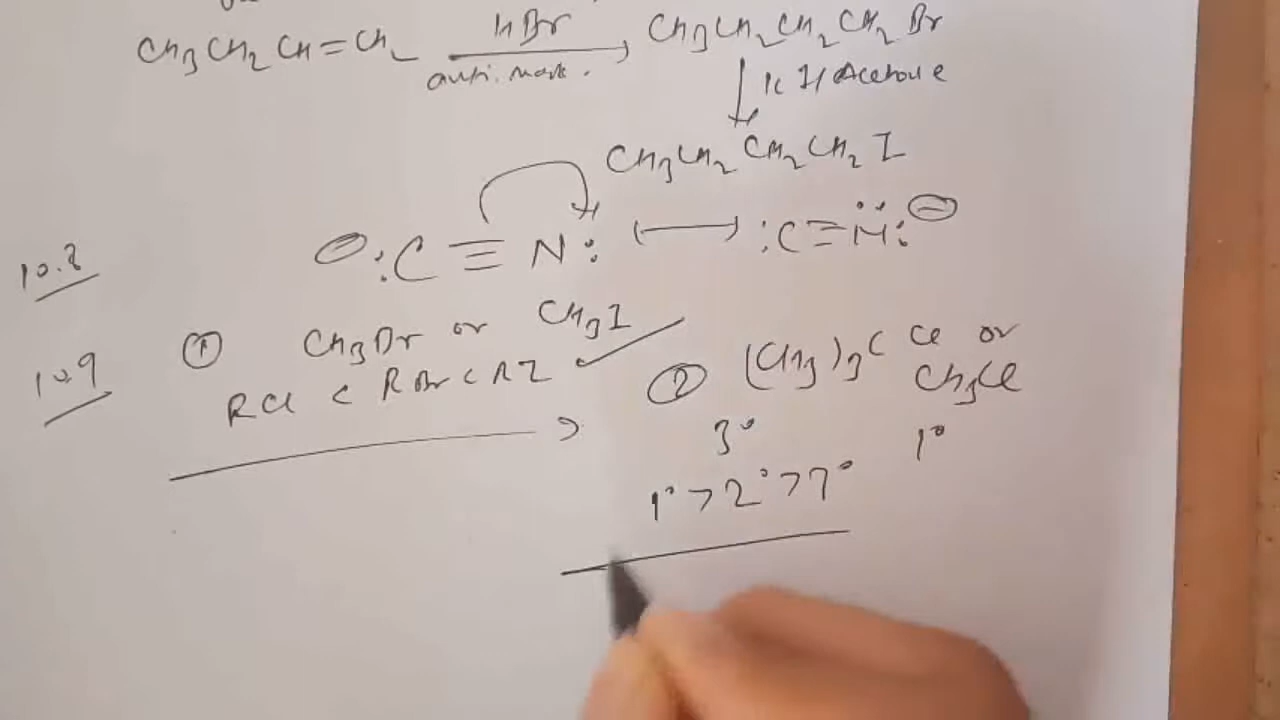 CH3CH2CH=CH2 HBr anti. mark. → CH3CH2CH2CH2Br
↓ KI/Acetone
CH3CH2CH2CH2I
10.8 ⊖:C≡N: ↔ :C=N̈:⊖
10.9 ① CH3Br or CH3I ✓
RCl < RBr < RI
② (CH3)3C Cl or
CH3Cl
3° 1°
1° > 2° > 3°